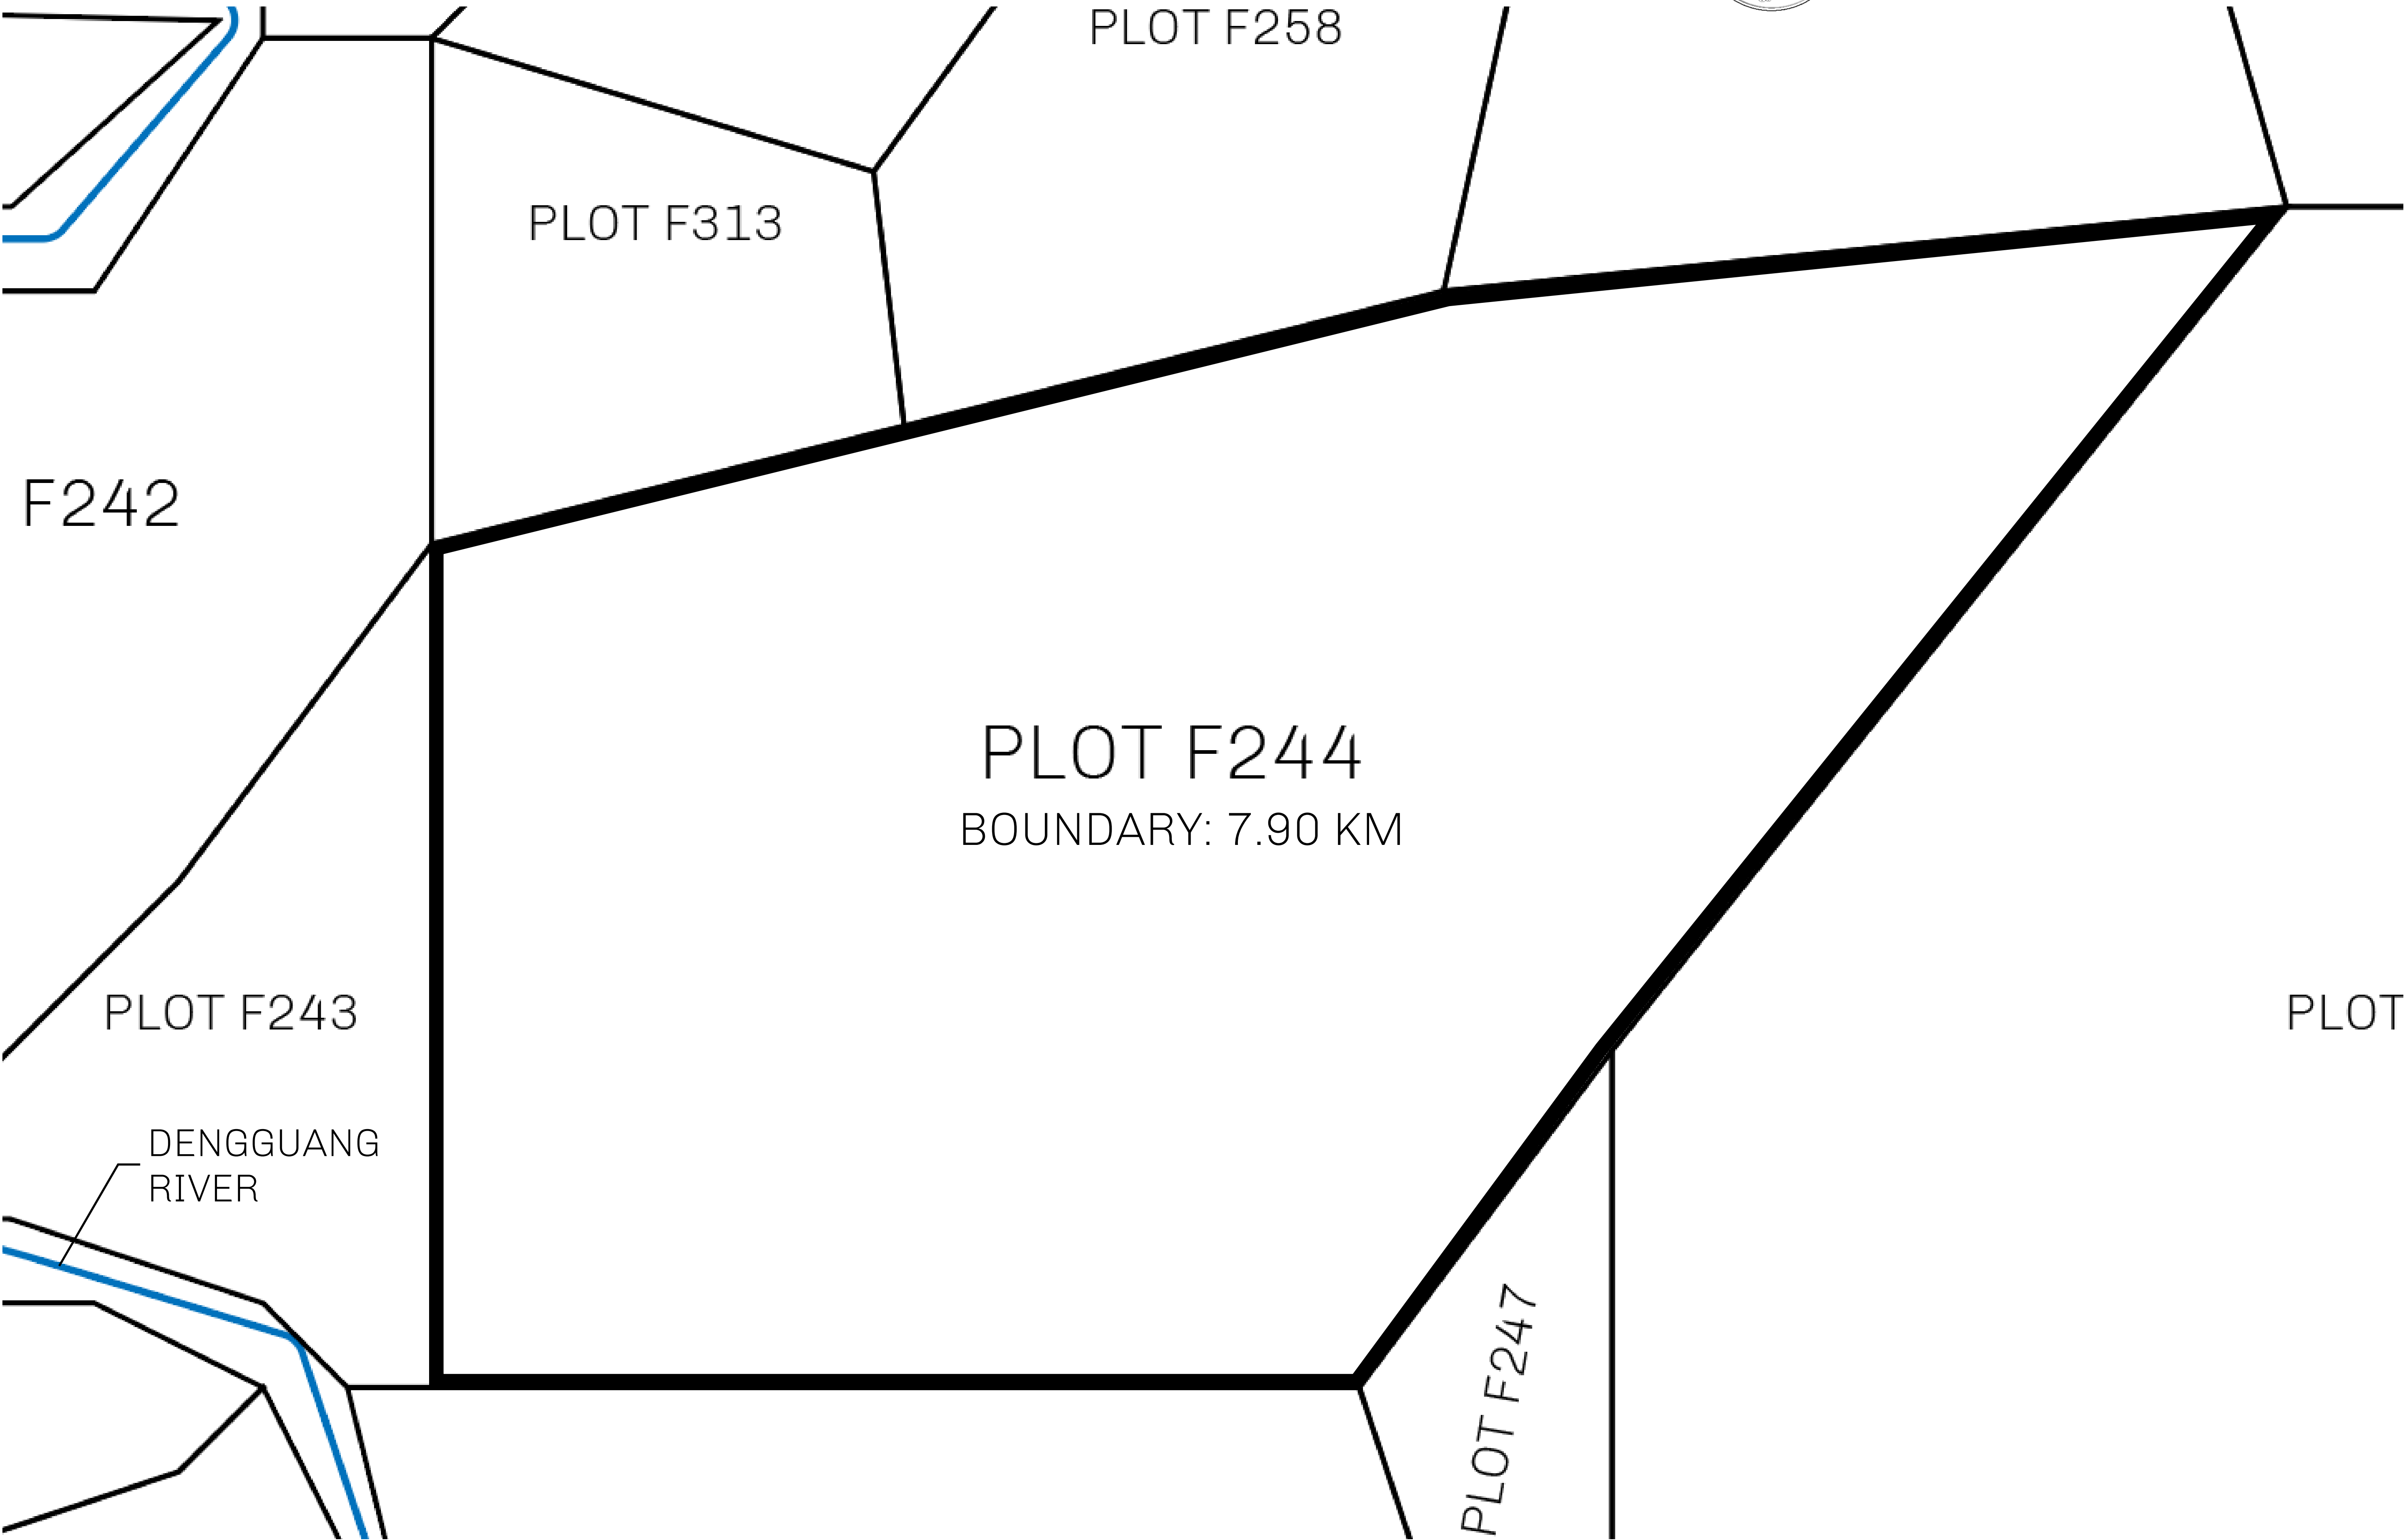 PLOT F258
PLOT F313
F242
PLOT F244
BOUNDARY: 7.90 KM
PLOT F243
PLOT
DENGGUANG
RIVER
PLOT F247